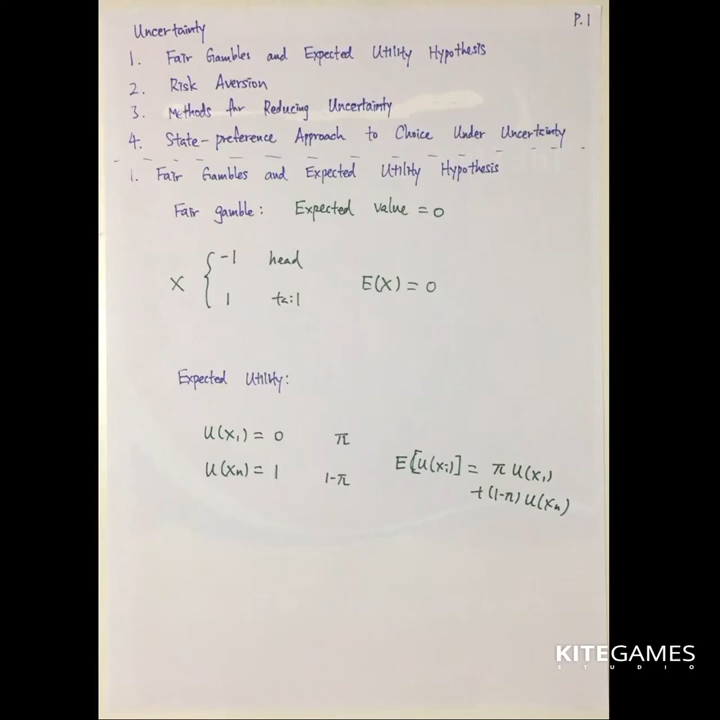 P.1
Uncertainty
1. Fair Gambles and Expected Utility Hypothesis
2. Risk Aversion
3. Methods for Reducing Uncertainty
4. State-preference Approach to Choice Under Uncertainty
1. Fair Gambles and Expected Utility Hypothesis
Fair gamble: Expected value = 0
X { -1 head
1 tail
E(X) = 0
Expected Utility:
U(x₁) = 0 π
U(xₙ) = 1 1-π
E[U(xᵢ)] = π U(x₁)
+(1-π) U(xₙ)
KITEGAMES
STUDIO